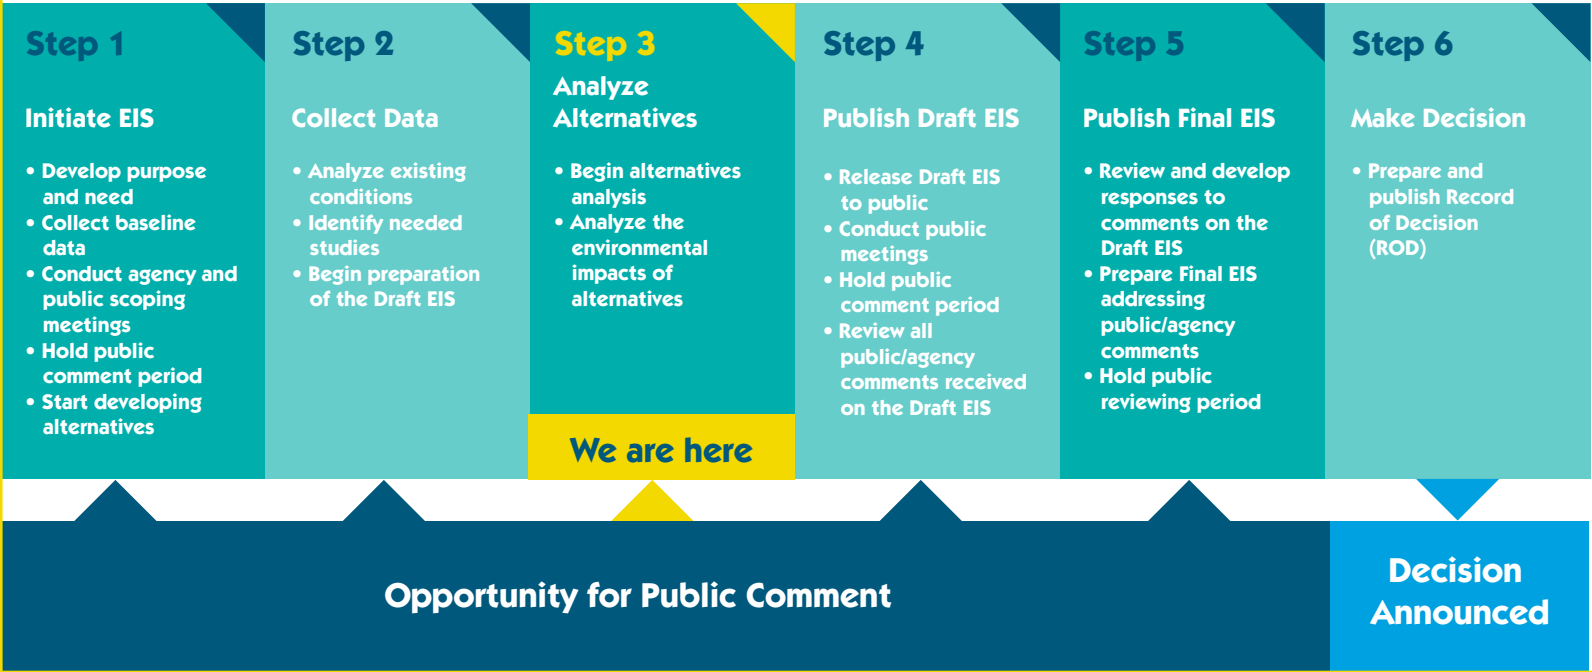 Step 1
Initiate EIS
• Develop purpose
and need
• Collect baseline
data
• Conduct agency and
public scoping
meetings
• Hold public
comment period
• Start developing
alternatives
Step 2
Collect Data
• Analyze existing
conditions
• Identify needed
studies
• Begin preparation
of the Draft EIS
Step 3
Analyze
Alternatives
• Begin alternatives
analysis
• Analyze the
environmental
impacts of
alternatives
We are here
Step 4
Publish Draft EIS
• Release Draft EIS
to public
• Conduct public
meetings
• Hold public
comment period
• Review all
public/agency
comments received
on the Draft EIS
Step 5
Publish Final EIS
• Review and develop
responses to
comments on the
Draft EIS
• Prepare Final EIS
addressing
public/agency
comments
• Hold public
reviewing period
Step 6
Make Decision
• Prepare and
publish Record
of Decision
(ROD)
Opportunity for Public Comment
Decision
Announced